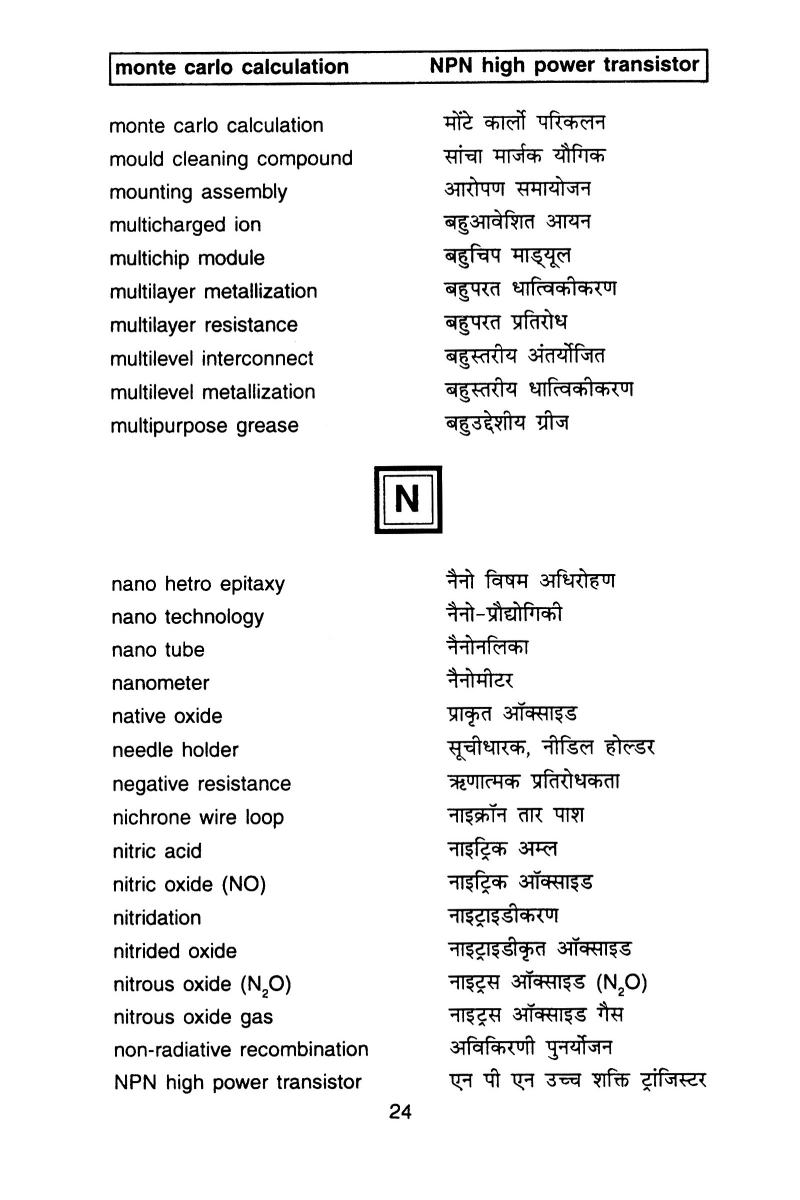 monte carlo calculation NPN high power transistor
monte carlo calculation मोंटे कार्लो परिकलन
mould cleaning compound सांचा मार्जक यौगिक
mounting assembly आरोपण समायोजन
multicharged ion बहुआवेशित आयन
multichip module बहुचिप माड्यूल
multilayer metallization बहुपरत धात्विकीकरण
multilayer resistance बहुपरत प्रतिरोध
multilevel interconnect बहुस्तरीय अंतर्योजित
multilevel metallization बहुस्तरीय धात्विकीकरण
multipurpose grease बहुउद्देशीय ग्रीज
N
nano hetro epitaxy नैनो विषम अधिरोहण
nano technology नैनो-प्रौद्योगिकी
nano tube नैनोनलिका
nanometer नैनोमीटर
native oxide प्राकृत ऑक्साइड
needle holder सूचीधारक, नीडिल होल्डर
negative resistance ऋणात्मक प्रतिरोधकता
nichrone wire loop नाइक्रॉन तार पाश
nitric acid नाइट्रिक अम्ल
nitric oxide (NO) नाइट्रिक ऑक्साइड
nitridation नाइट्राइडीकरण
nitrided oxide नाइट्राइडीकृत ऑक्साइड
nitrous oxide (N₂O) नाइट्रस ऑक्साइड (N₂O)
nitrous oxide gas नाइट्रस ऑक्साइड गैस
non-radiative recombination अविकिरणी पुनर्योजन
NPN high power transistor एन पी एन उच्च शक्ति ट्रांजिस्टर
24